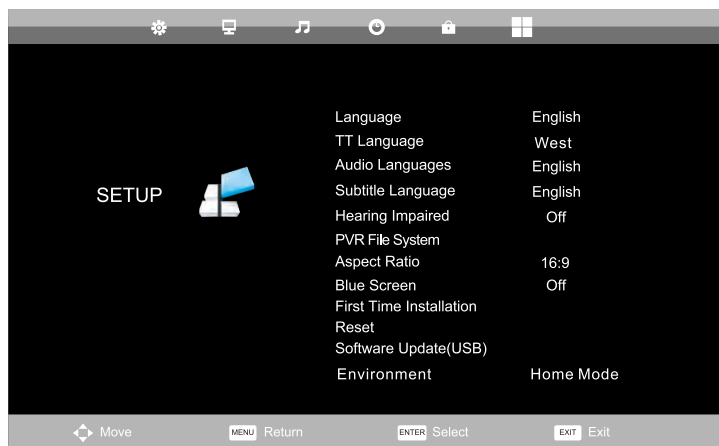 SETUP
Language English
TT Language West
Audio Languages English
Subtitle Language English
Hearing Impaired Off
PVR File System
Aspect Ratio 16:9
Blue Screen Off
First Time Installation
Reset
Software Update(USB)
Environment Home Mode
Move MENU Return ENTER Select EXIT Exit